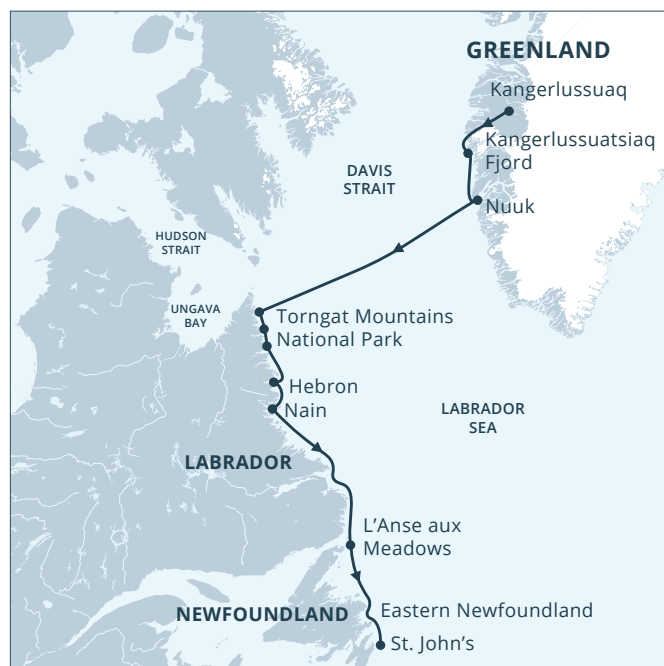 GREENLAND
Kangerlussuaq
Kangerlussuatsiaq
Fjord
DAVIS
STRAIT
Nuuk
HUDSON
STRAIT
UNGAVA
BAY
Torngat Mountains
National Park
Hebron
Nain
LABRADOR
SEA
LABRADOR
L’Anse aux
Meadows
Eastern Newfoundland
NEWFOUNDLAND
St. John’s